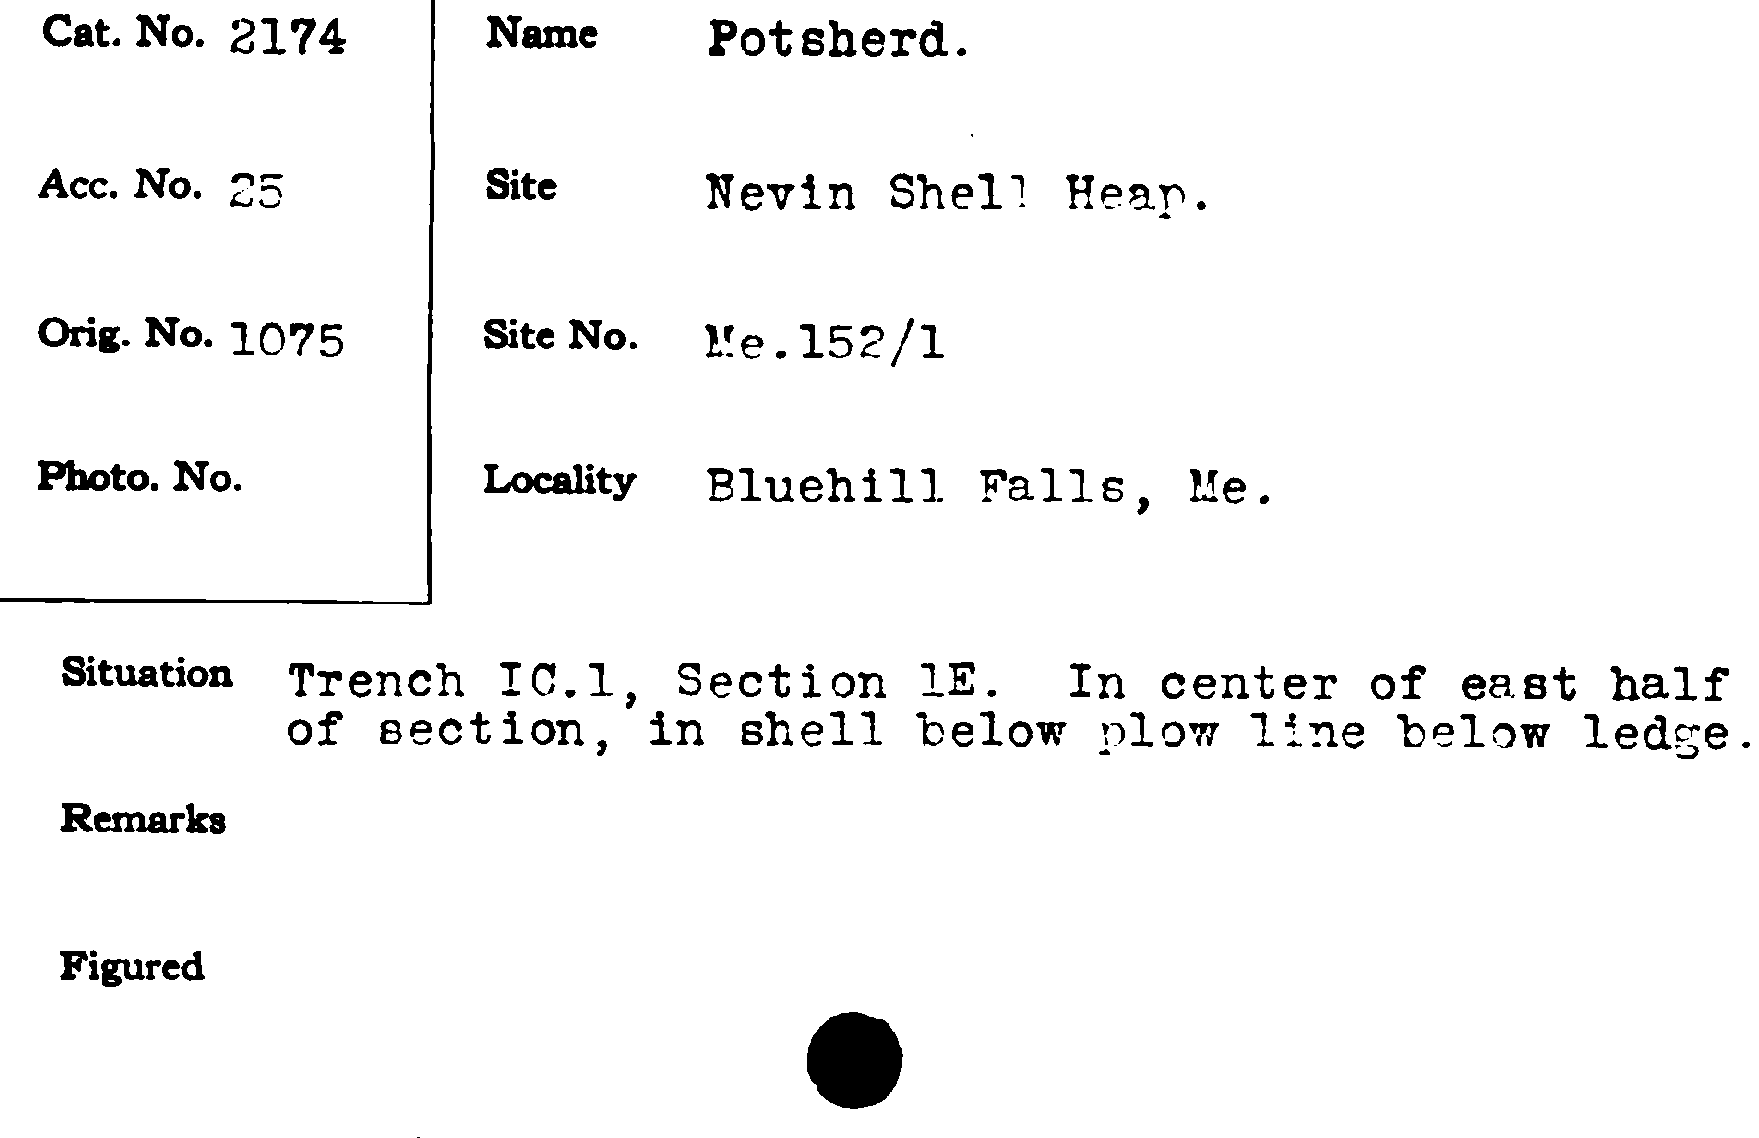 Cat. No. 2174 Name Potsherd.
Acc. No. 25 Site Nevin Shell Heap.
Orig. No. 1075 Site No. Me.152/1
Photo. No. Locality Bluehill Falls, Me.
Situation Trench IC.1, Section 1E. In center of east half
of section, in shell below plow line below ledge.
Remarks
Figured